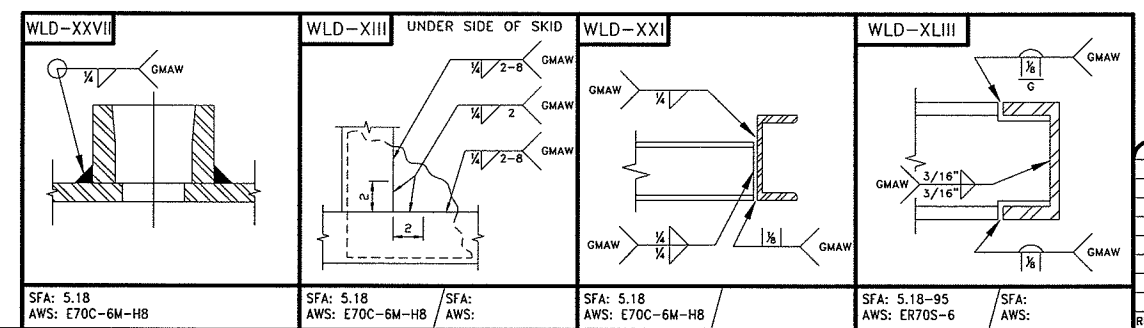 WLD-XXVII
¼
GMAW
SFA: 5.18
AWS: E70C-6M-H8
WLD-XIII
UNDER SIDE OF SKID
¼ 2-8 GMAW
¼ 2 GMAW
¼ 2-8 GMAW
2
2
SFA: 5.18
AWS: E70C-6M-H8
SFA:
AWS:
WLD-XXI
GMAW
¼
¼
¼
GMAW
⅛
GMAW
SFA: 5.18
AWS: E70C-6M-H8
WLD-XLIII
⅛
G
GMAW
GMAW
3/16"
3/16"
⅛
GMAW
SFA: 5.18-95
AWS: ER70S-6
SFA:
AWS:
R